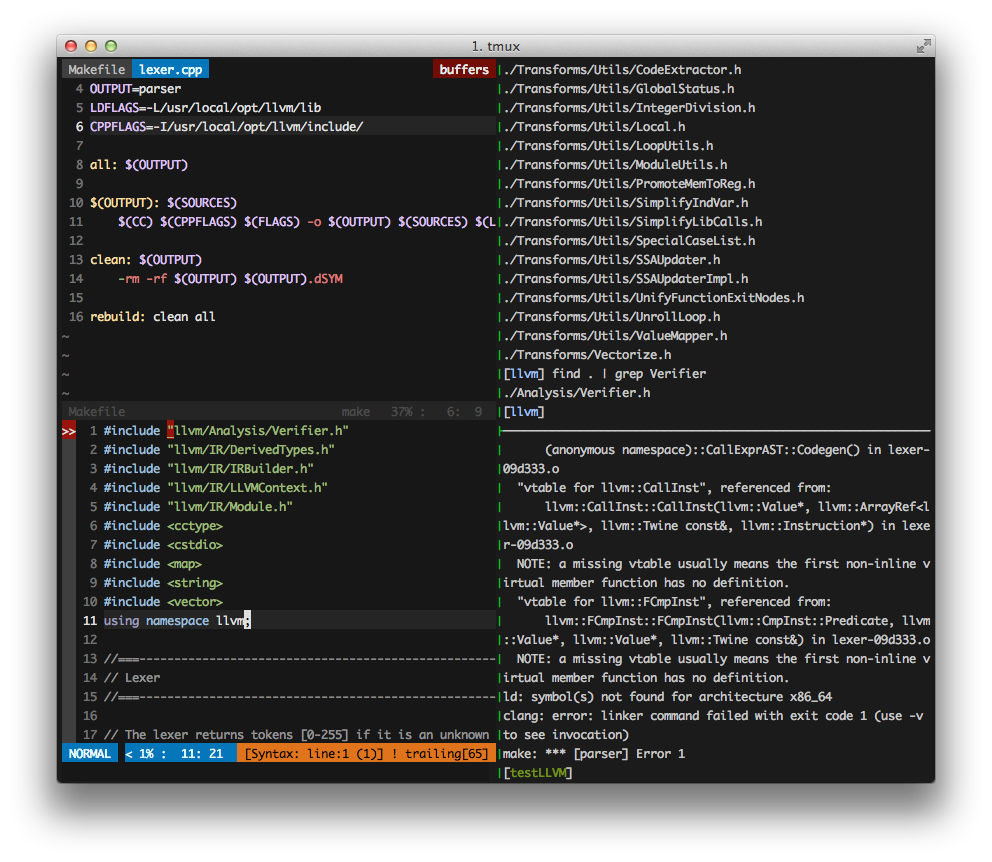 1. tmux
Makefile lexer.cpp buffers
4 OUTPUT=parser
5 LDFLAGS=-L/usr/local/opt/llvm/lib
6 CPPFLAGS=-I/usr/local/opt/llvm/include/
7
8 all: $(OUTPUT)
9
10 $(OUTPUT): $(SOURCES)
11 $(CC) $(CPPFLAGS) $(FLAGS) -o $(OUTPUT) $(SOURCES) $(L
12
13 clean: $(OUTPUT)
14 -rm -rf $(OUTPUT) $(OUTPUT).dSYM
15
16 rebuild: clean all
~
~
~
~
Makefile make 37% : 6: 9
>> 1 #include "llvm/Analysis/Verifier.h"
2 #include "llvm/IR/DerivedTypes.h"
3 #include "llvm/IR/IRBuilder.h"
4 #include "llvm/IR/LLVMContext.h"
5 #include "llvm/IR/Module.h"
6 #include <cctype>
7 #include <cstdio>
8 #include <map>
9 #include <string>
10 #include <vector>
11 using namespace llvm;
12
13 //===---------------------------------------------------
14 // Lexer
15 //===---------------------------------------------------
16
17 // The lexer returns tokens [0-255] if it is an unknown
NORMAL < 1% : 11: 21 [Syntax: line:1 (1)] ! trailing[65]
./Transforms/Utils/CodeExtractor.h
./Transforms/Utils/GlobalStatus.h
./Transforms/Utils/IntegerDivision.h
./Transforms/Utils/Local.h
./Transforms/Utils/LoopUtils.h
./Transforms/Utils/ModuleUtils.h
./Transforms/Utils/PromoteMemToReg.h
./Transforms/Utils/SimplifyIndVar.h
./Transforms/Utils/SimplifyLibCalls.h
./Transforms/Utils/SpecialCaseList.h
./Transforms/Utils/SSAUpdater.h
./Transforms/Utils/SSAUpdaterImpl.h
./Transforms/Utils/UnifyFunctionExitNodes.h
./Transforms/Utils/UnrollLoop.h
./Transforms/Utils/ValueMapper.h
./Transforms/Vectorize.h
[llvm] find . | grep Verifier
./Analysis/Verifier.h
[llvm]
(anonymous namespace)::CallExprAST::Codegen() in lexer-
09d333.o
"vtable for llvm::CallInst", referenced from:
llvm::CallInst::CallInst(llvm::Value*, llvm::ArrayRef<l
lvm::Value*>, llvm::Twine const&, llvm::Instruction*) in lexe
r-09d333.o
NOTE: a missing vtable usually means the first non-inline v
irtual member function has no definition.
"vtable for llvm::FCmpInst", referenced from:
llvm::FCmpInst::FCmpInst(llvm::CmpInst::Predicate, llvm
::Value*, llvm::Value*, llvm::Twine const&) in lexer-09d333.o
NOTE: a missing vtable usually means the first non-inline v
irtual member function has no definition.
ld: symbol(s) not found for architecture x86_64
clang: error: linker command failed with exit code 1 (use -v
to see invocation)
make: *** [parser] Error 1
[testLLVM]